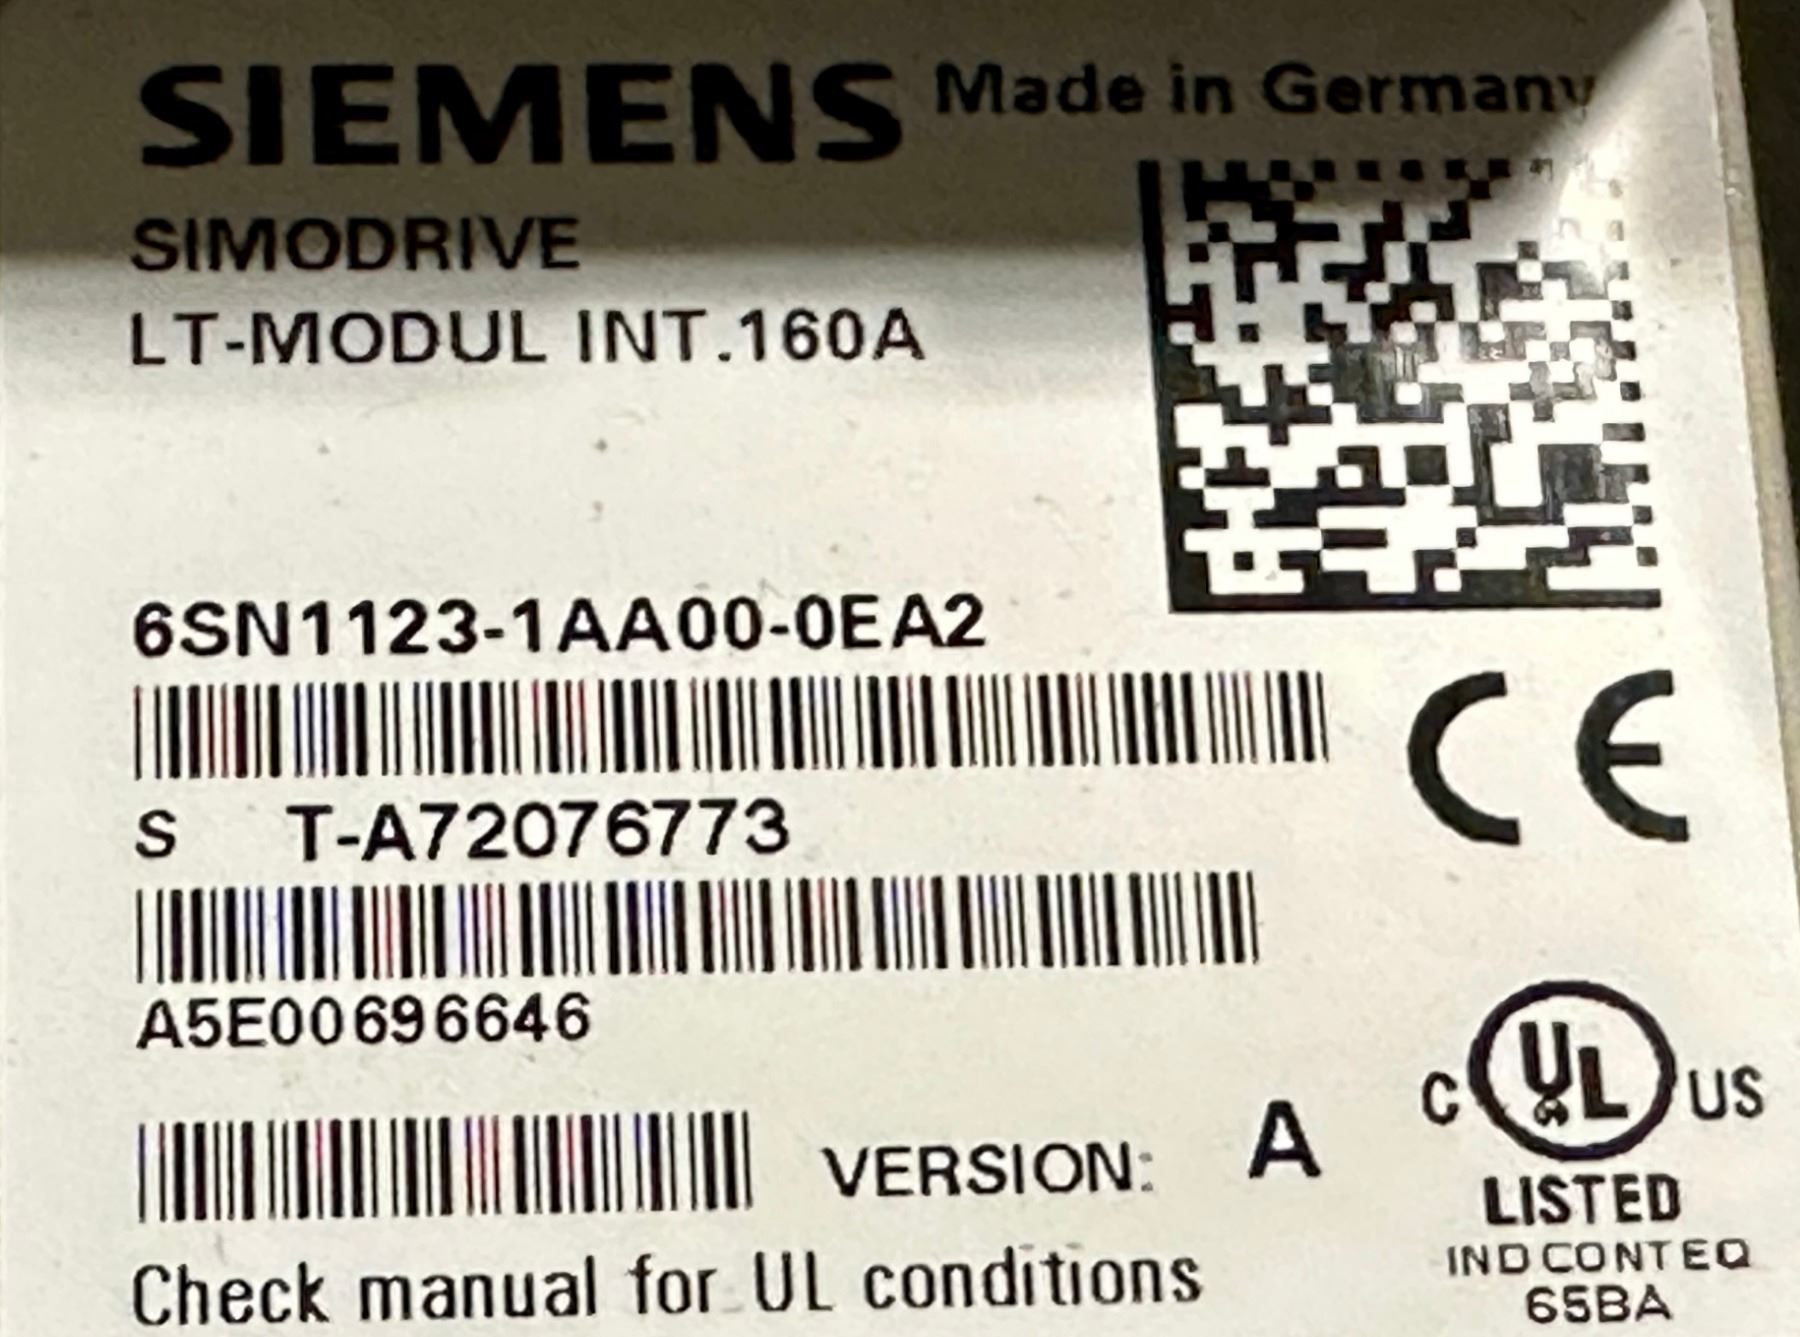 SIEMENS Made in Germany
SIMODRIVE
LT-MODUL INT.160A
6SN1123-1AA00-0EA2
S T-A72076773
A5E00696646
VERSION: A
Check manual for UL conditions
CE
C UL US
LISTED
IND CONT EQ
65BA